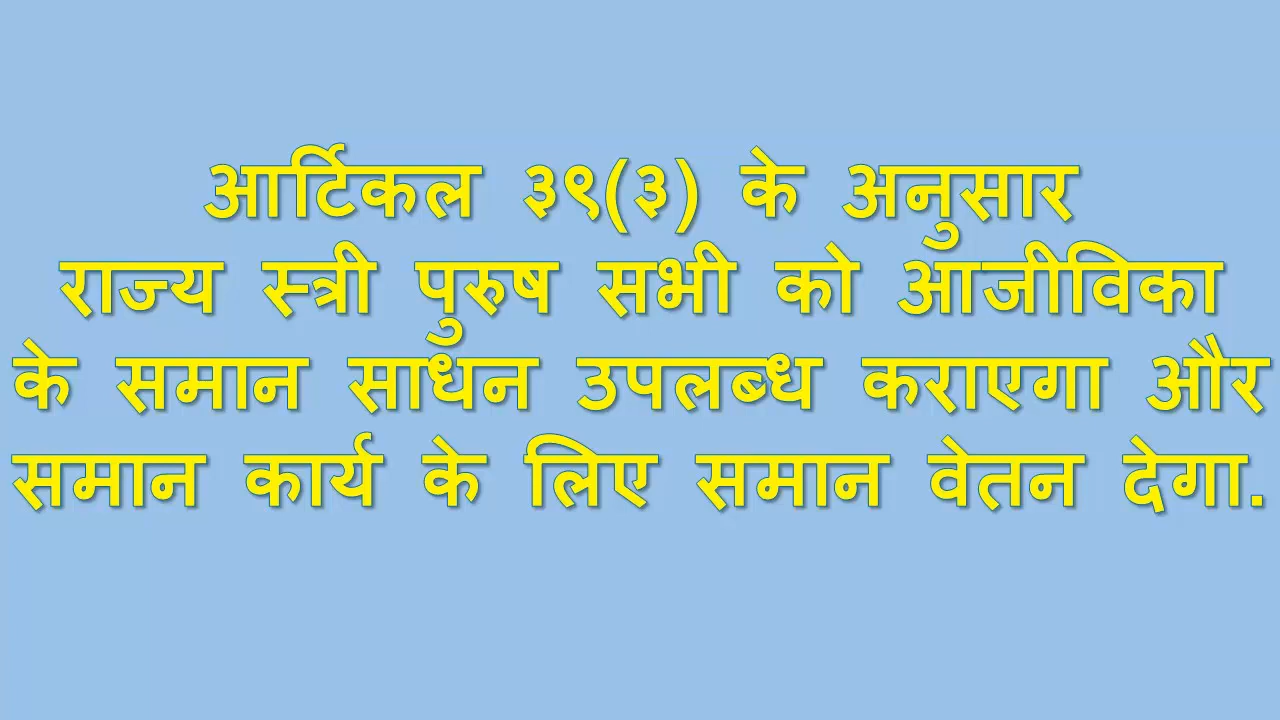 आर्टिकल ३९(३) के अनुसार
राज्य स्त्री पुरुष सभी को आजीविका
के समान साधन उपलब्ध कराएगा और
समान कार्य के लिए समान वेतन देगा.